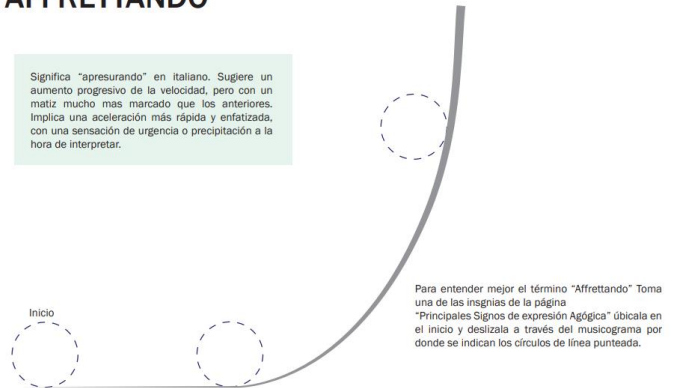 AFFRETTANDO
Significa “apresurando” en italiano. Sugiere un
aumento progresivo de la velocidad, pero con un
matiz mucho mas marcado que los anteriores.
Implica una aceleración más rápida y enfatizada,
con una sensación de urgencia o precipitación a la
hora de interpretar.
Para entender mejor el término “Affrettando” Toma
una de las insgnias de la página
“Principales Signos de expresión Agógica” úbicala en
el inicio y deslizala a través del musicograma por
donde se indican los círculos de línea punteada.
Inicio